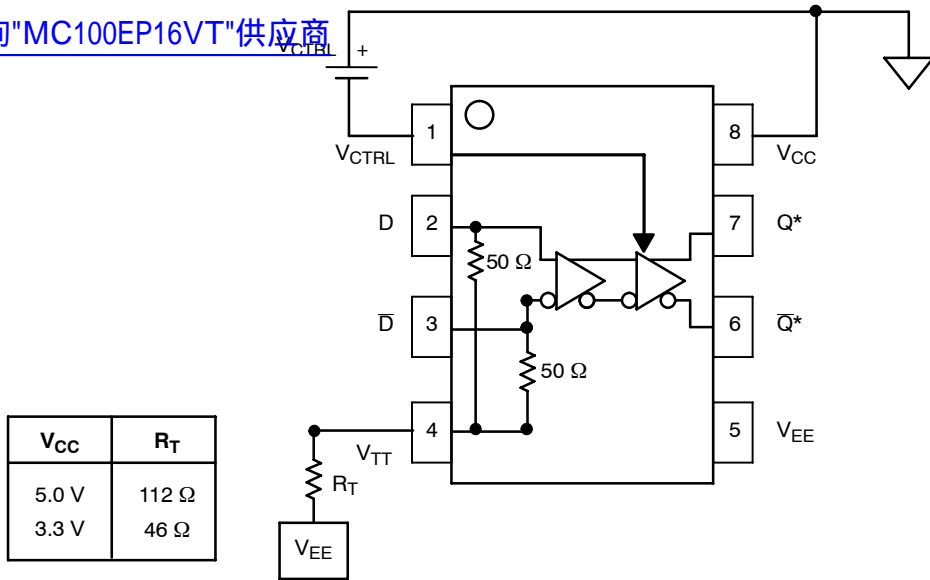 "MC100EP16VT"供应商
VCTRL +
1
VCTRL
8
VCC
D 2
7 Q*
50 Ω
D̅ 3
6 Q̅*
50 Ω
4
VTT
5 VEE
RT
VEE
VCC RT
5.0 V 112 Ω
3.3 V 46 Ω